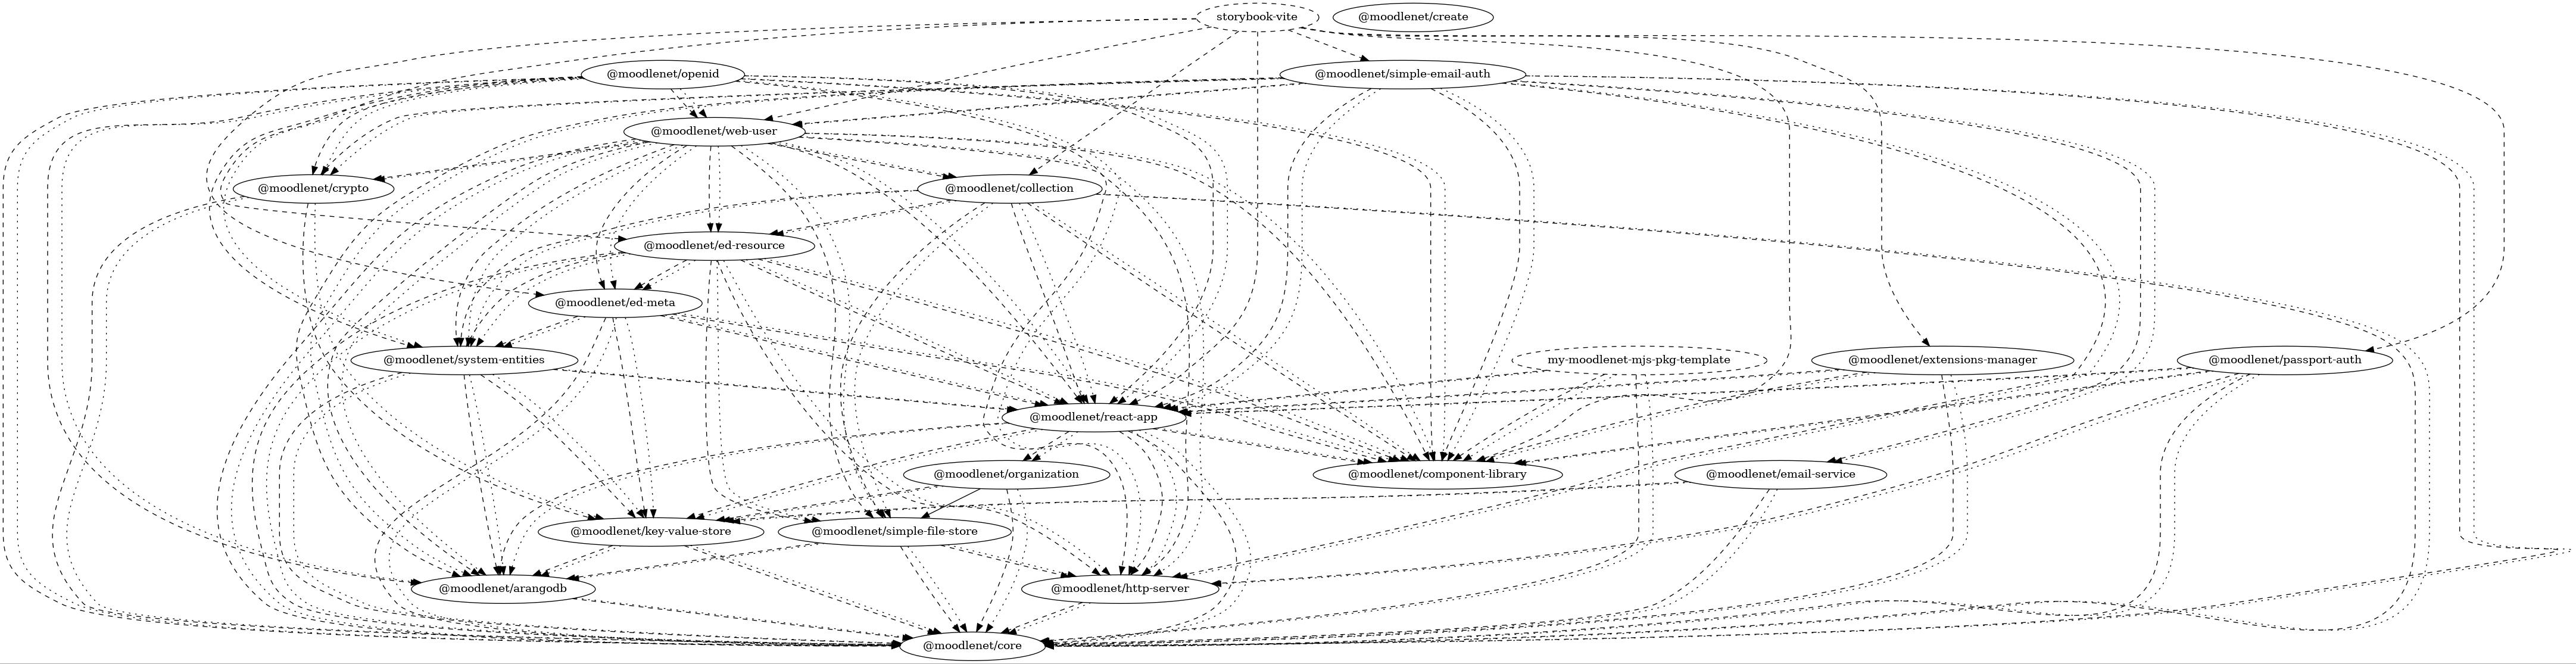 storybook-vite
@moodlenet/create
@moodlenet/openid
@moodlenet/simple-email-auth
@moodlenet/web-user
@moodlenet/crypto
@moodlenet/collection
@moodlenet/ed-resource
@moodlenet/ed-meta
@moodlenet/system-entities
my-moodlenet-mjs-pkg-template
@moodlenet/extensions-manager
@moodlenet/passport-auth
@moodlenet/react-app
@moodlenet/organization
@moodlenet/component-library
@moodlenet/email-service
@moodlenet/key-value-store
@moodlenet/simple-file-store
@moodlenet/arangodb
@moodlenet/http-server
@moodlenet/core